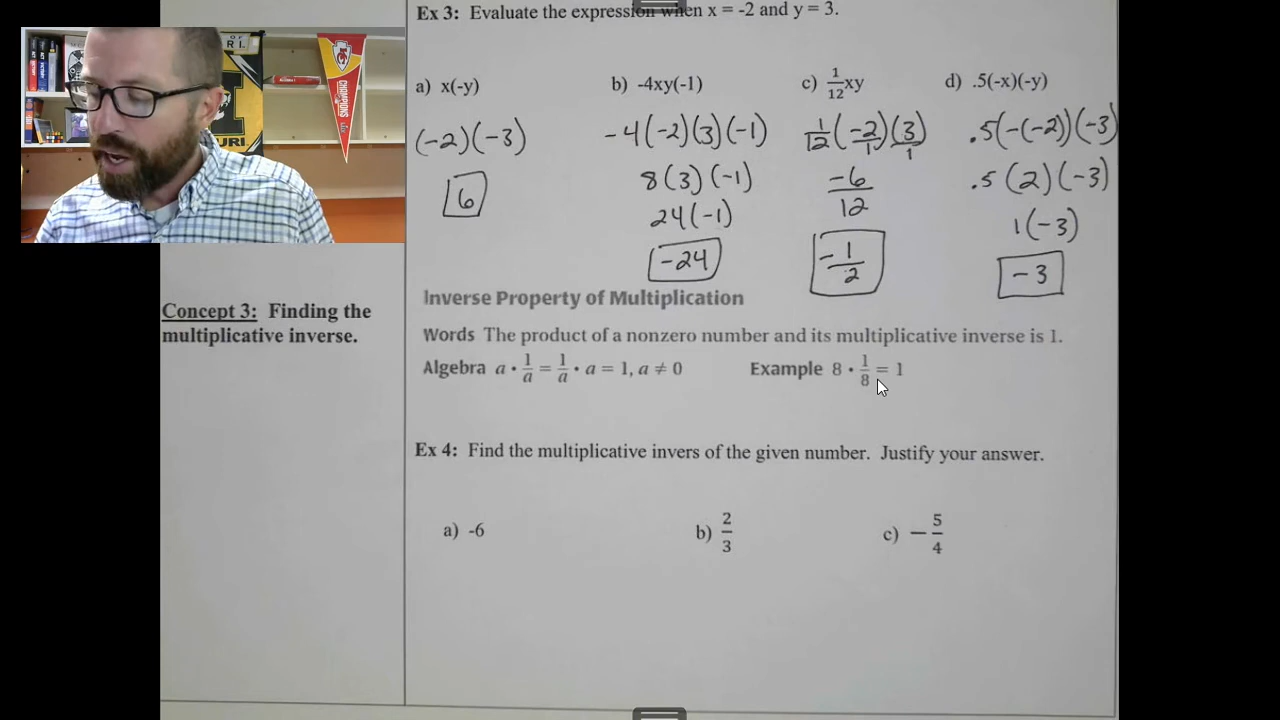 Ex 3: Evaluate the expression when x = -2 and y = 3.
a) x(-y)
(-2)(-3)
6
b) -4xy(-1)
-4(-2)(3)(-1)
8(3)(-1)
24(-1)
-24
c) 1/12 xy
1/12 (-2/1)(3/1)
-6/12
-1/2
d) .5(-x)(-y)
.5(-(-2))(-3)
.5(2)(-3)
1(-3)
-3
Concept 3: Finding the
multiplicative inverse.
Inverse Property of Multiplication
Words The product of a nonzero number and its multiplicative inverse is 1.
Algebra a • 1/a = 1/a • a = 1, a ≠ 0
Example 8 • 1/8 = 1
Ex 4: Find the multiplicative invers of the given number. Justify your answer.
a) -6
b) 2/3
c) -5/4
CHAMPIONS
URI